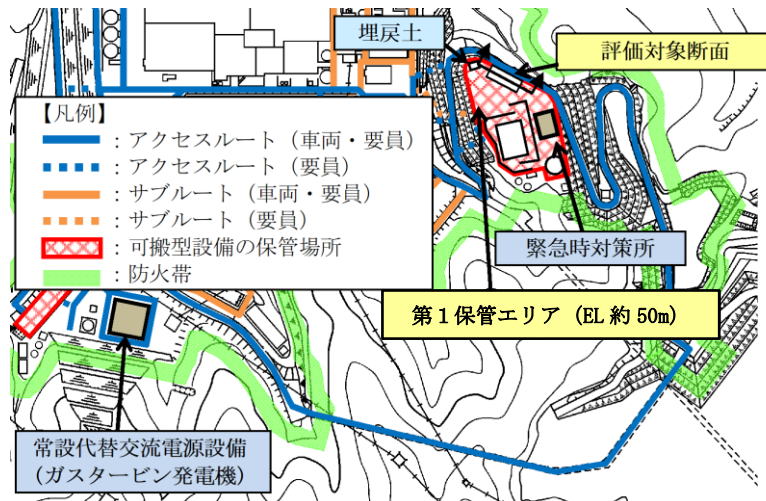 埋戻土
評価対象断面
【凡例】
：アクセスルート（車両・要員）
：アクセスルート（要員）
：サブルート（車両・要員）
：サブルート（要員）
：可搬型設備の保管場所
：防火帯
緊急時対策所
第１保管エリア（EL 約 50m）
常設代替交流電源設備
(ガスタービン発電機)